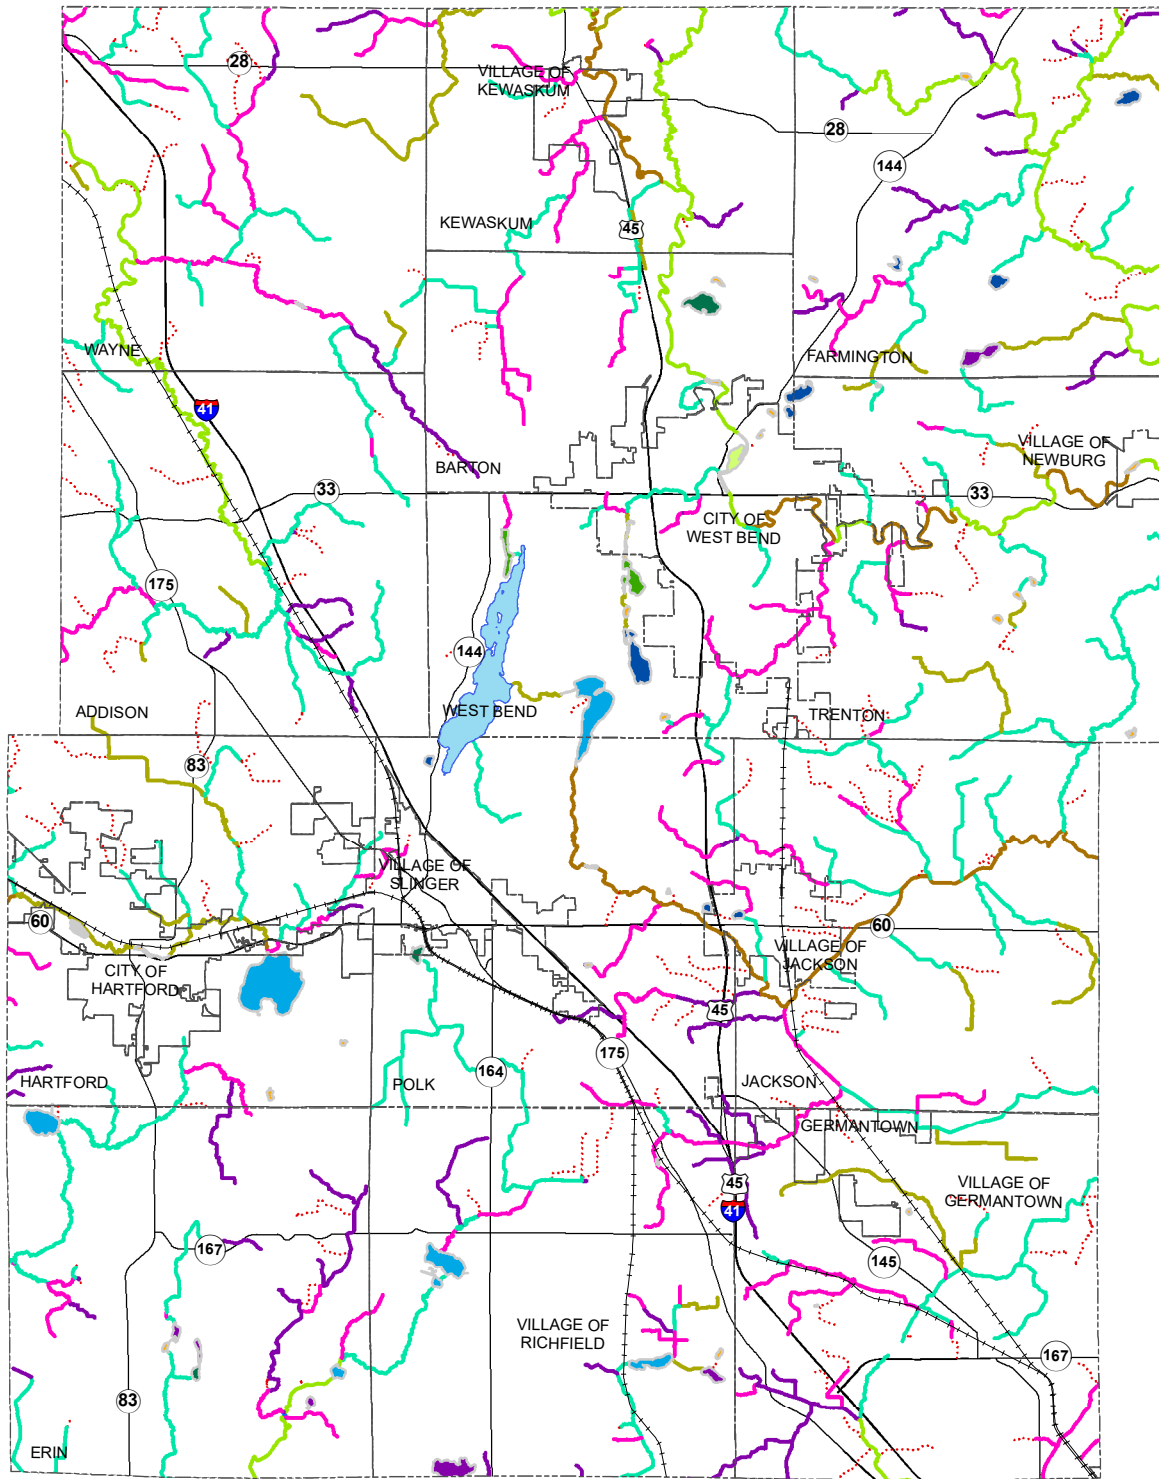 28
VILLAGE OF
KEWASKUM
28
144
KEWASKUM
45
WAYNE
FARMINGTON
41
VILLAGE OF
NEWBURG
BARTON
33
33
CITY OF
WEST BEND
175
144
ADDISON
WEST BEND
TRENTON
83
VILLAGE OF
SLINGER
60
60
VILLAGE OF
JACKSON
CITY OF
HARTFORD
45
175
164
HARTFORD
POLK
JACKSON
GERMANTOWN
45
VILLAGE OF
GERMANTOWN
41
167
145
VILLAGE OF
RICHFIELD
167
83
ERIN